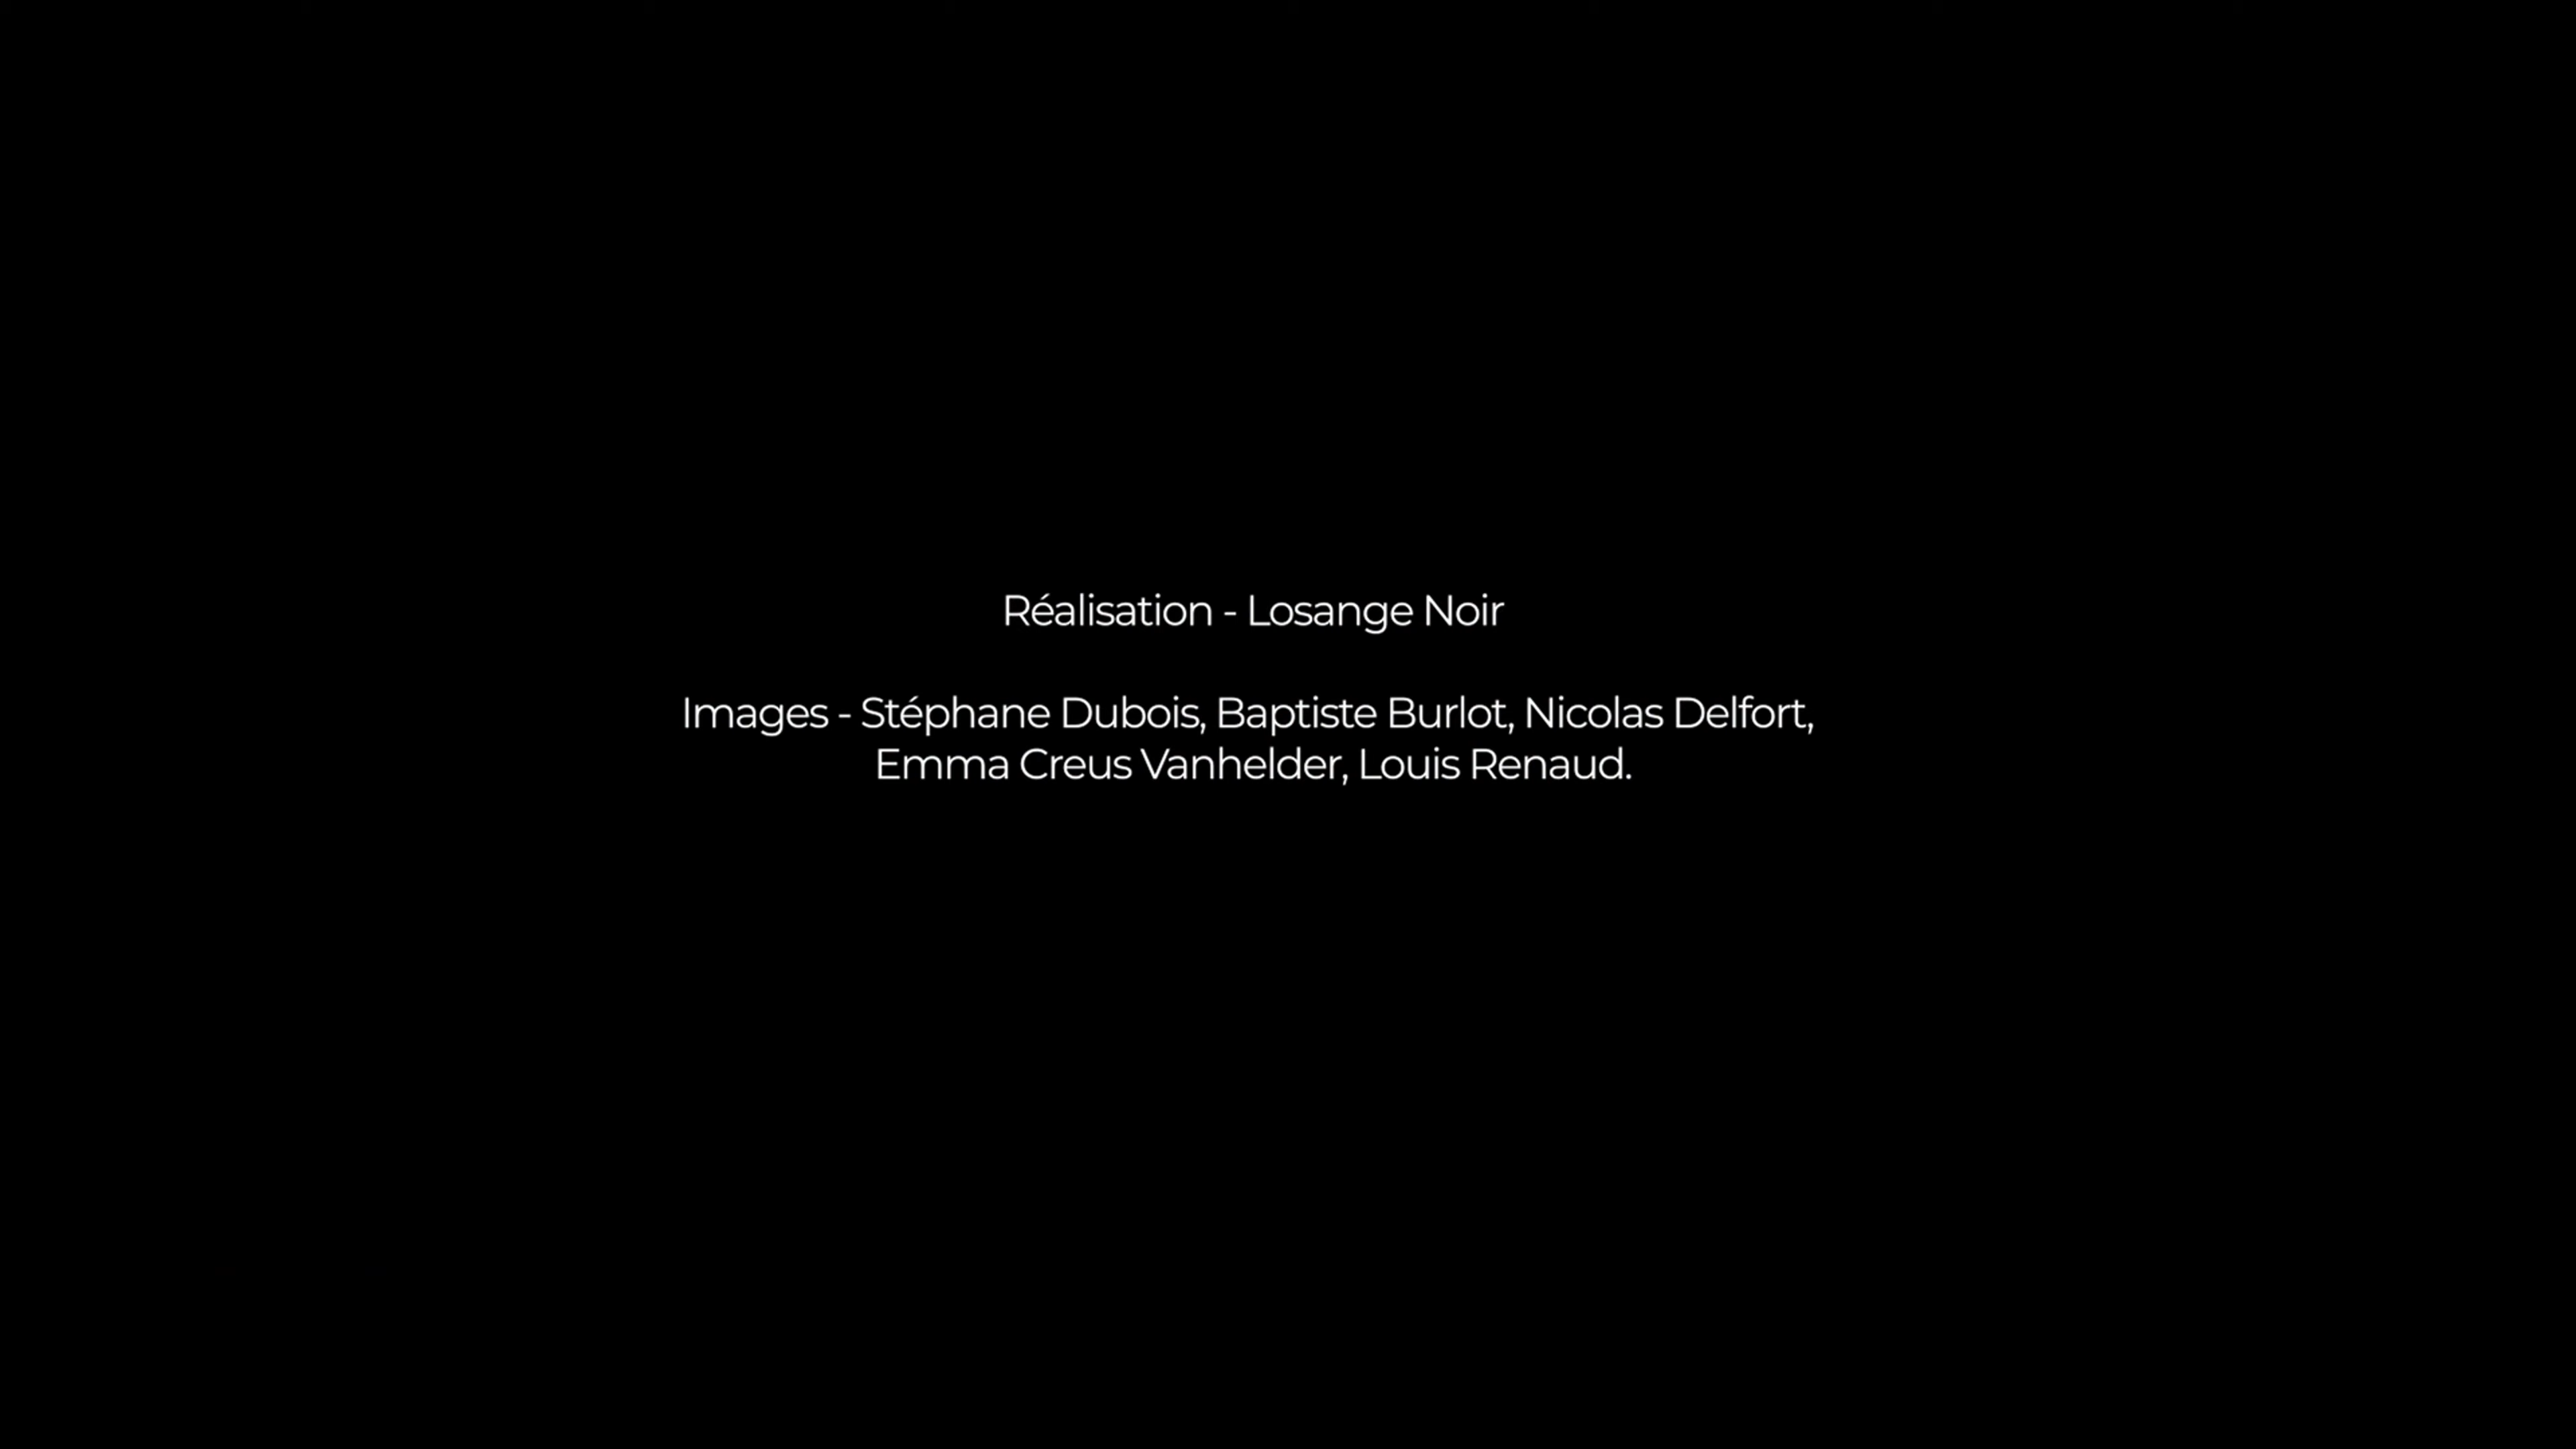 Réalisation - Losange Noir
Images - Stéphane Dubois, Baptiste Burlot, Nicolas Delfort,
Emma Creus Vanhelder, Louis Renaud.